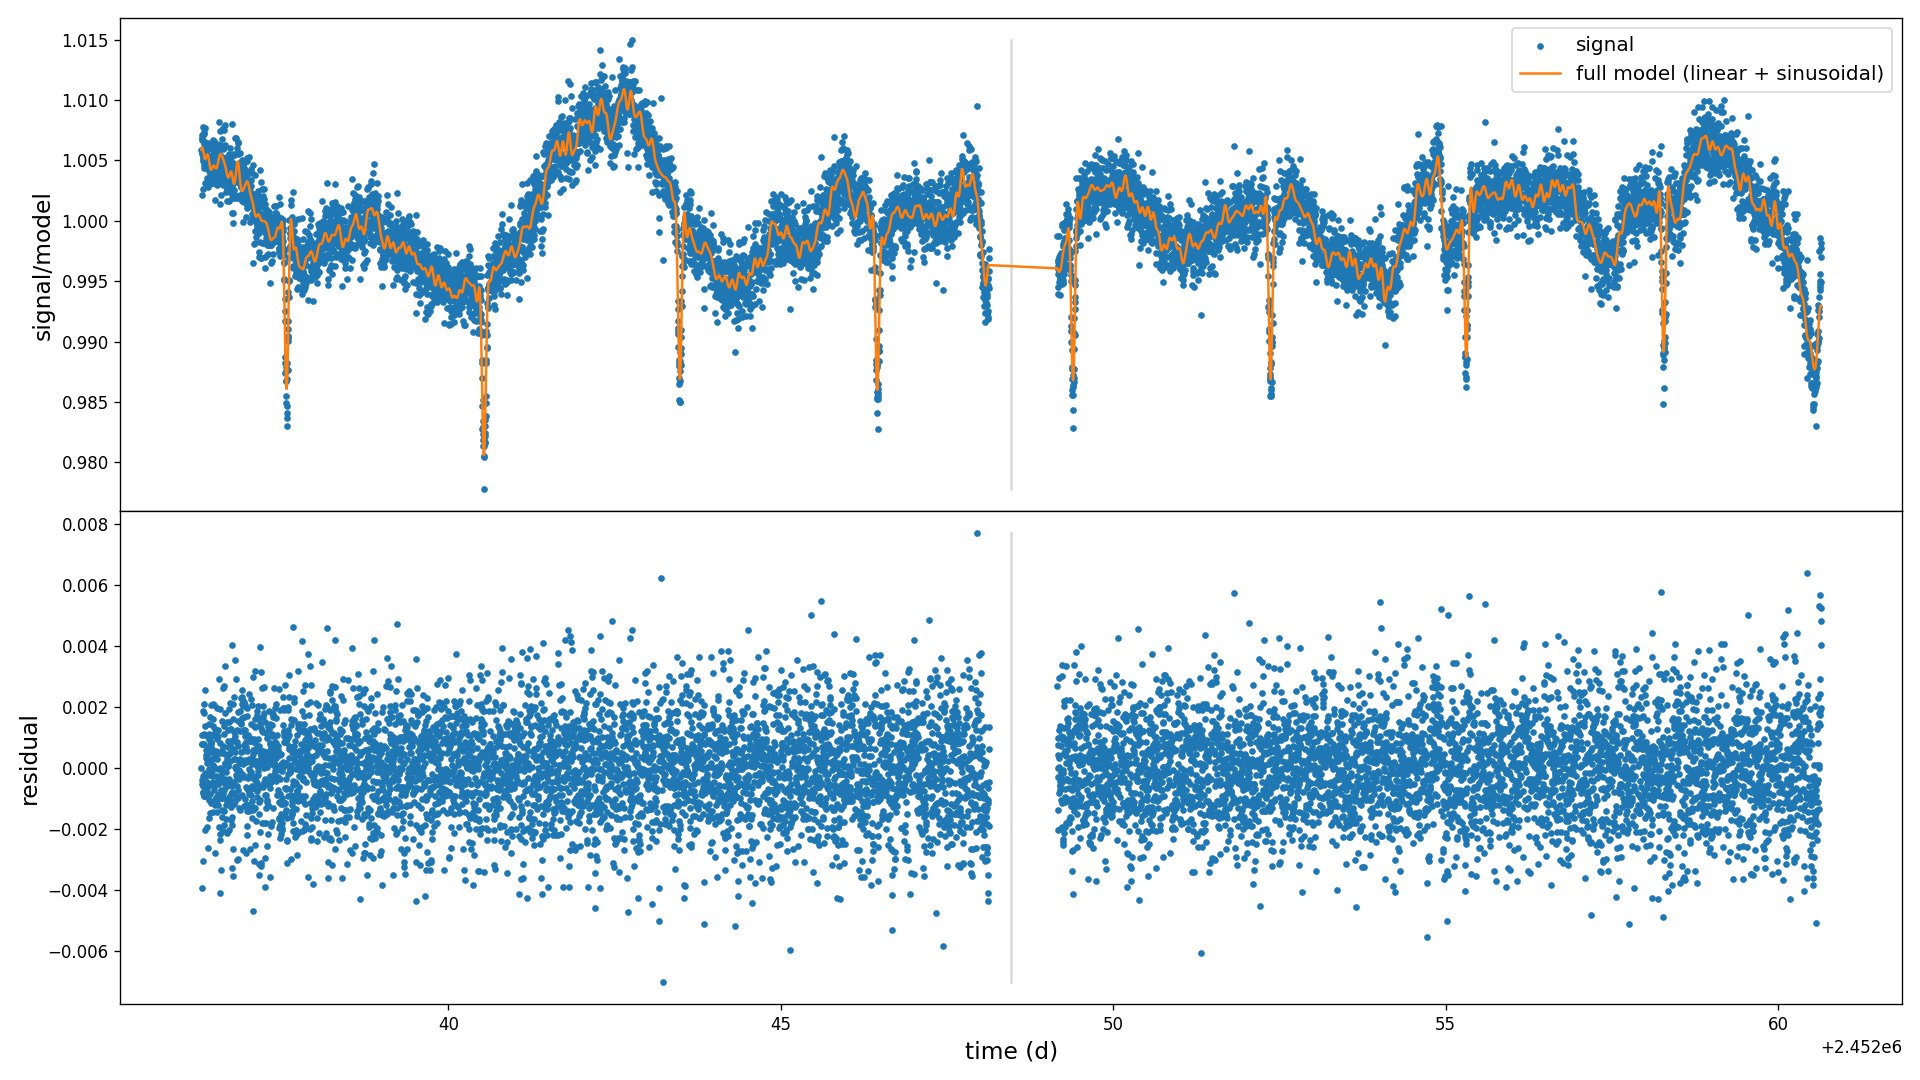 signal
full model (linear + sinusoidal)
signal/model
1.015
1.010
1.005
1.000
0.995
0.990
0.985
0.980
residual
0.008
0.006
0.004
0.002
0.000
−0.002
−0.004
−0.006
40 45 50 55 60
+2.452e6
time (d)